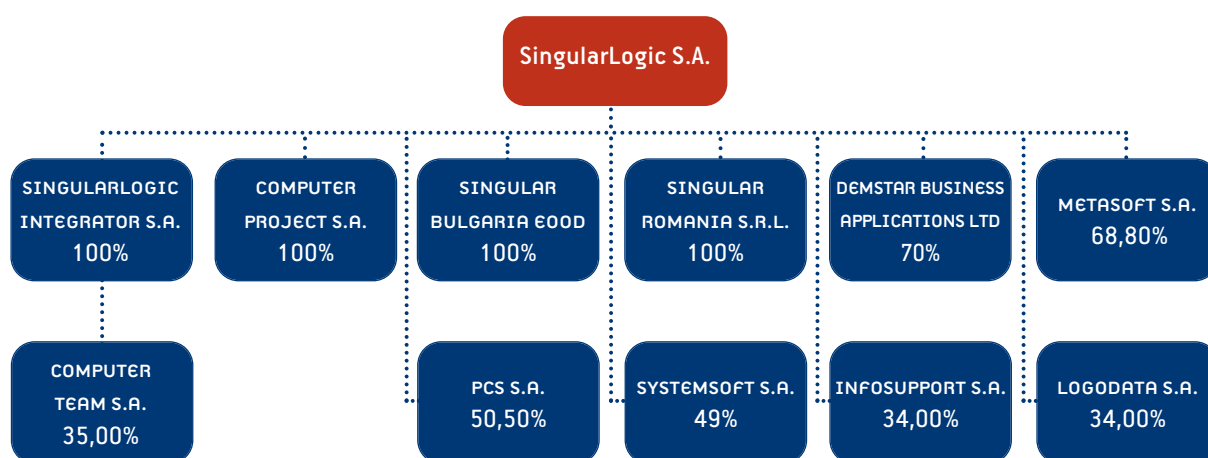 SingularLogic S.A.
SINGULARLOGIC
INTEGRATOR S.A.
100%
COMPUTER
PROJECT S.A.
100%
SINGULAR
BULGARIA EOOD
100%
SINGULAR
ROMANIA S.R.L.
100%
DEMSTAR BUSINESS
APPLICATIONS LTD
70%
METASOFT S.A.
68,80%
COMPUTER
TEAM S.A.
35,00%
PCS S.A.
50,50%
SYSTEMSOFT S.A.
49%
INFOSUPPORT S.A.
34,00%
LOGODATA S.A.
34,00%